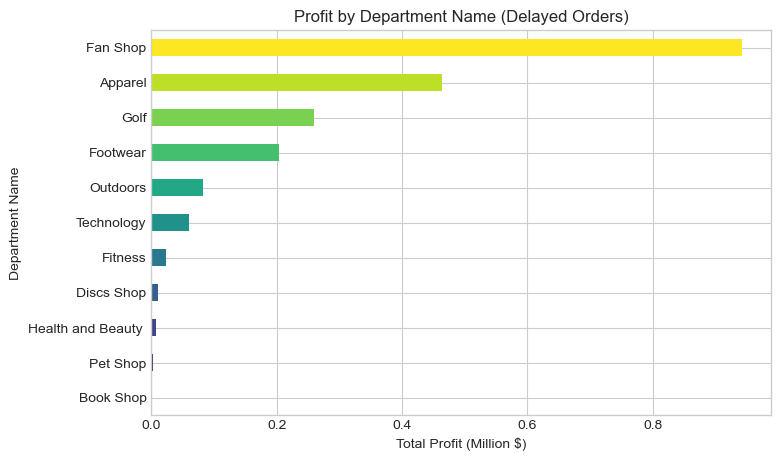 Profit by Department Name (Delayed Orders)
Fan Shop
Apparel
Golf
Footwear
Outdoors
Technology
Fitness
Discs Shop
Health and Beauty
Pet Shop
Book Shop
Department Name
0.0 0.2 0.4 0.6 0.8
Total Profit (Million $)